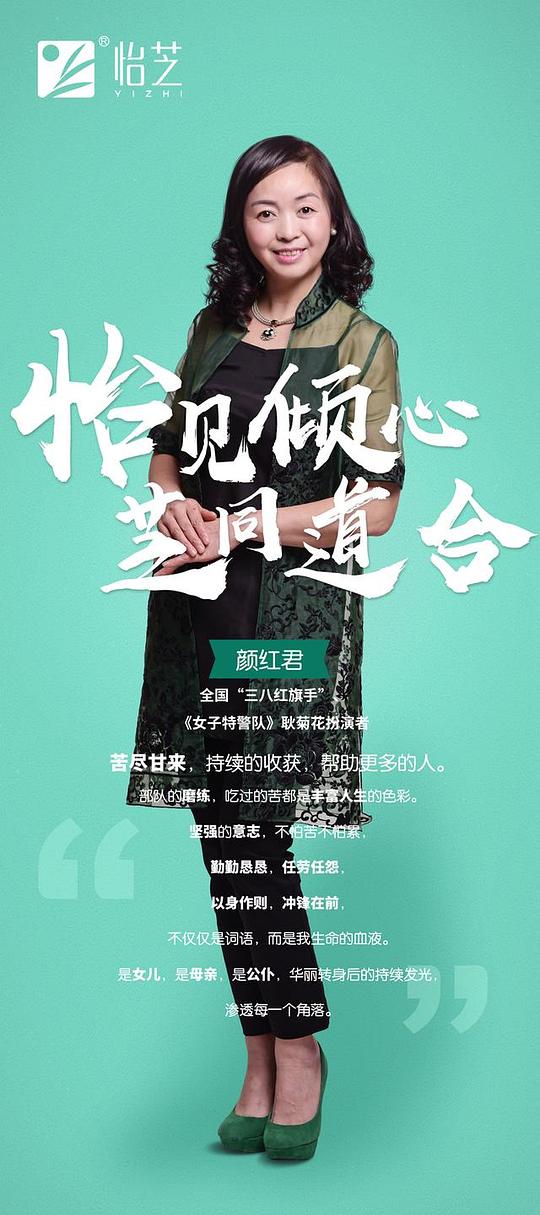 怡芝
®
YIZHI
怡见倾心
芝同道合
颜红君
全国“三八红旗手”
《女子特警队》耿菊花扮演者
苦尽甘来，持续的收获，帮助更多的人。
部队的磨练，吃过的苦都是丰富人生的色彩。
坚强的意志，不怕苦不怕累，
勤勤恳恳，任劳任怨，
以身作则，冲锋在前，
不仅仅是词语，而是我生命的血液。
是女儿，是母亲，是公仆，华丽转身后的持续发光，
渗透每一个角落。